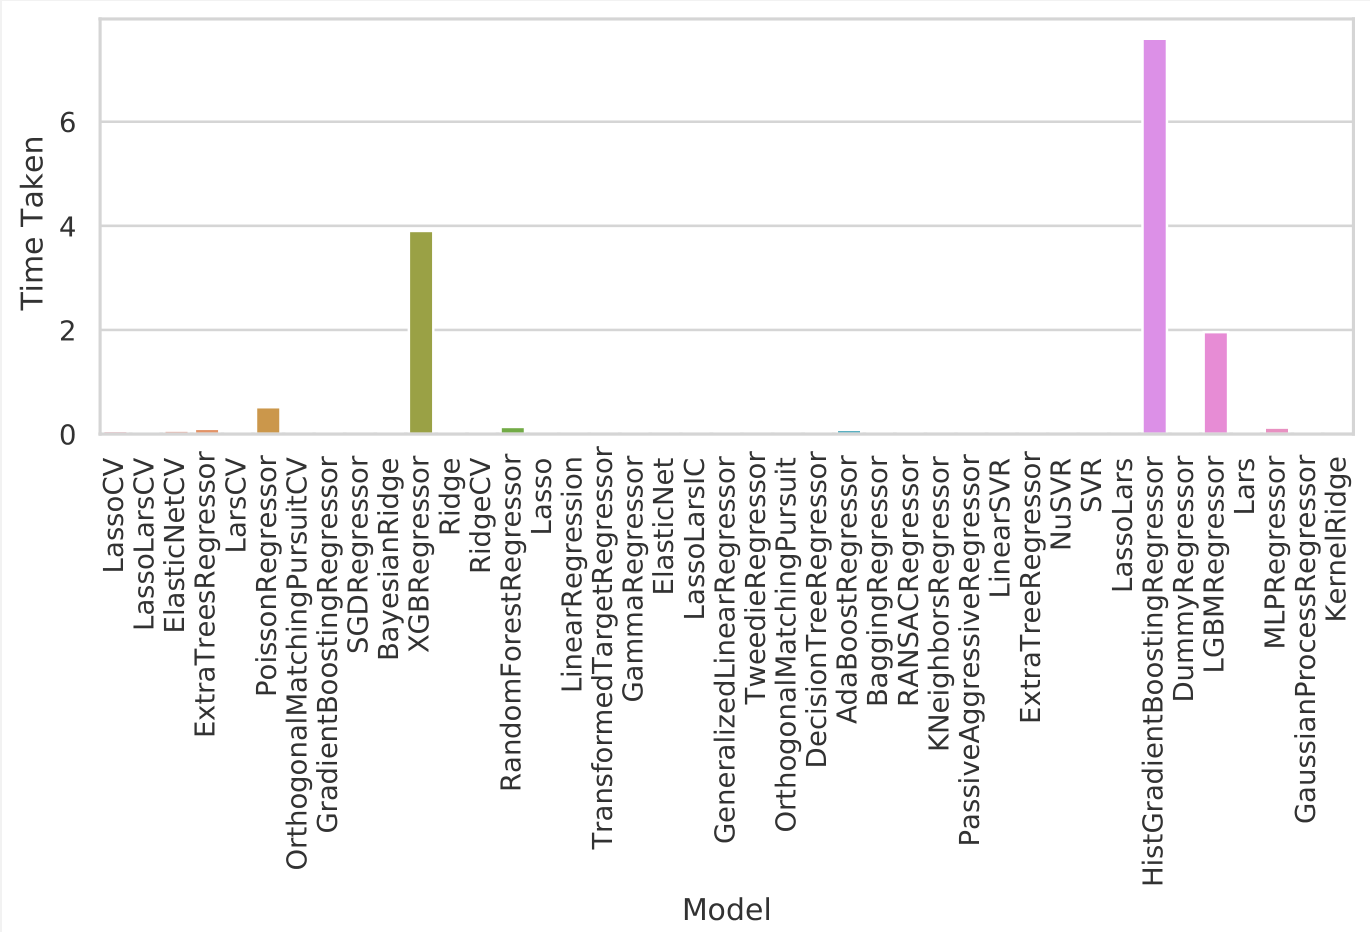 Time Taken
6
4
2
0
LassoCV
LassoLarsCV
ElasticNetCV
ExtraTreesRegressor
LarsCV
PoissonRegressor
OrthogonalMatchingPursuitCV
GradientBoostingRegressor
SGDRegressor
BayesianRidge
XGBRegressor
Ridge
RidgeCV
RandomForestRegressor
Lasso
LinearRegression
TransformedTargetRegressor
GammaRegressor
ElasticNet
LassoLarsIC
GeneralizedLinearRegressor
TweedieRegressor
OrthogonalMatchingPursuit
DecisionTreeRegressor
AdaBoostRegressor
BaggingRegressor
RANSACRegressor
KNeighborsRegressor
PassiveAggressiveRegressor
LinearSVR
ExtraTreeRegressor
NuSVR
SVR
LassoLars
HistGradientBoostingRegressor
DummyRegressor
LGBMRegressor
Lars
MLPRegressor
GaussianProcessRegressor
KernelRidge
Model